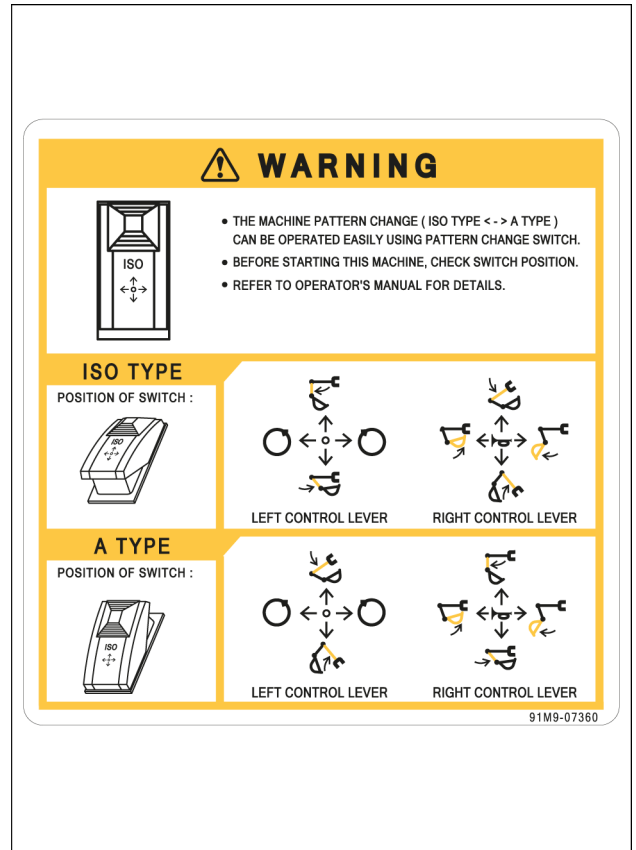 WARNING
ISO
• THE MACHINE PATTERN CHANGE ( ISO TYPE < - > A TYPE )
CAN BE OPERATED EASILY USING PATTERN CHANGE SWITCH.
• BEFORE STARTING THIS MACHINE, CHECK SWITCH POSITION.
• REFER TO OPERATOR'S MANUAL FOR DETAILS.
ISO TYPE
POSITION OF SWITCH :
ISO
LEFT CONTROL LEVER
RIGHT CONTROL LEVER
A TYPE
POSITION OF SWITCH :
ISO
LEFT CONTROL LEVER
RIGHT CONTROL LEVER
91M9-07360